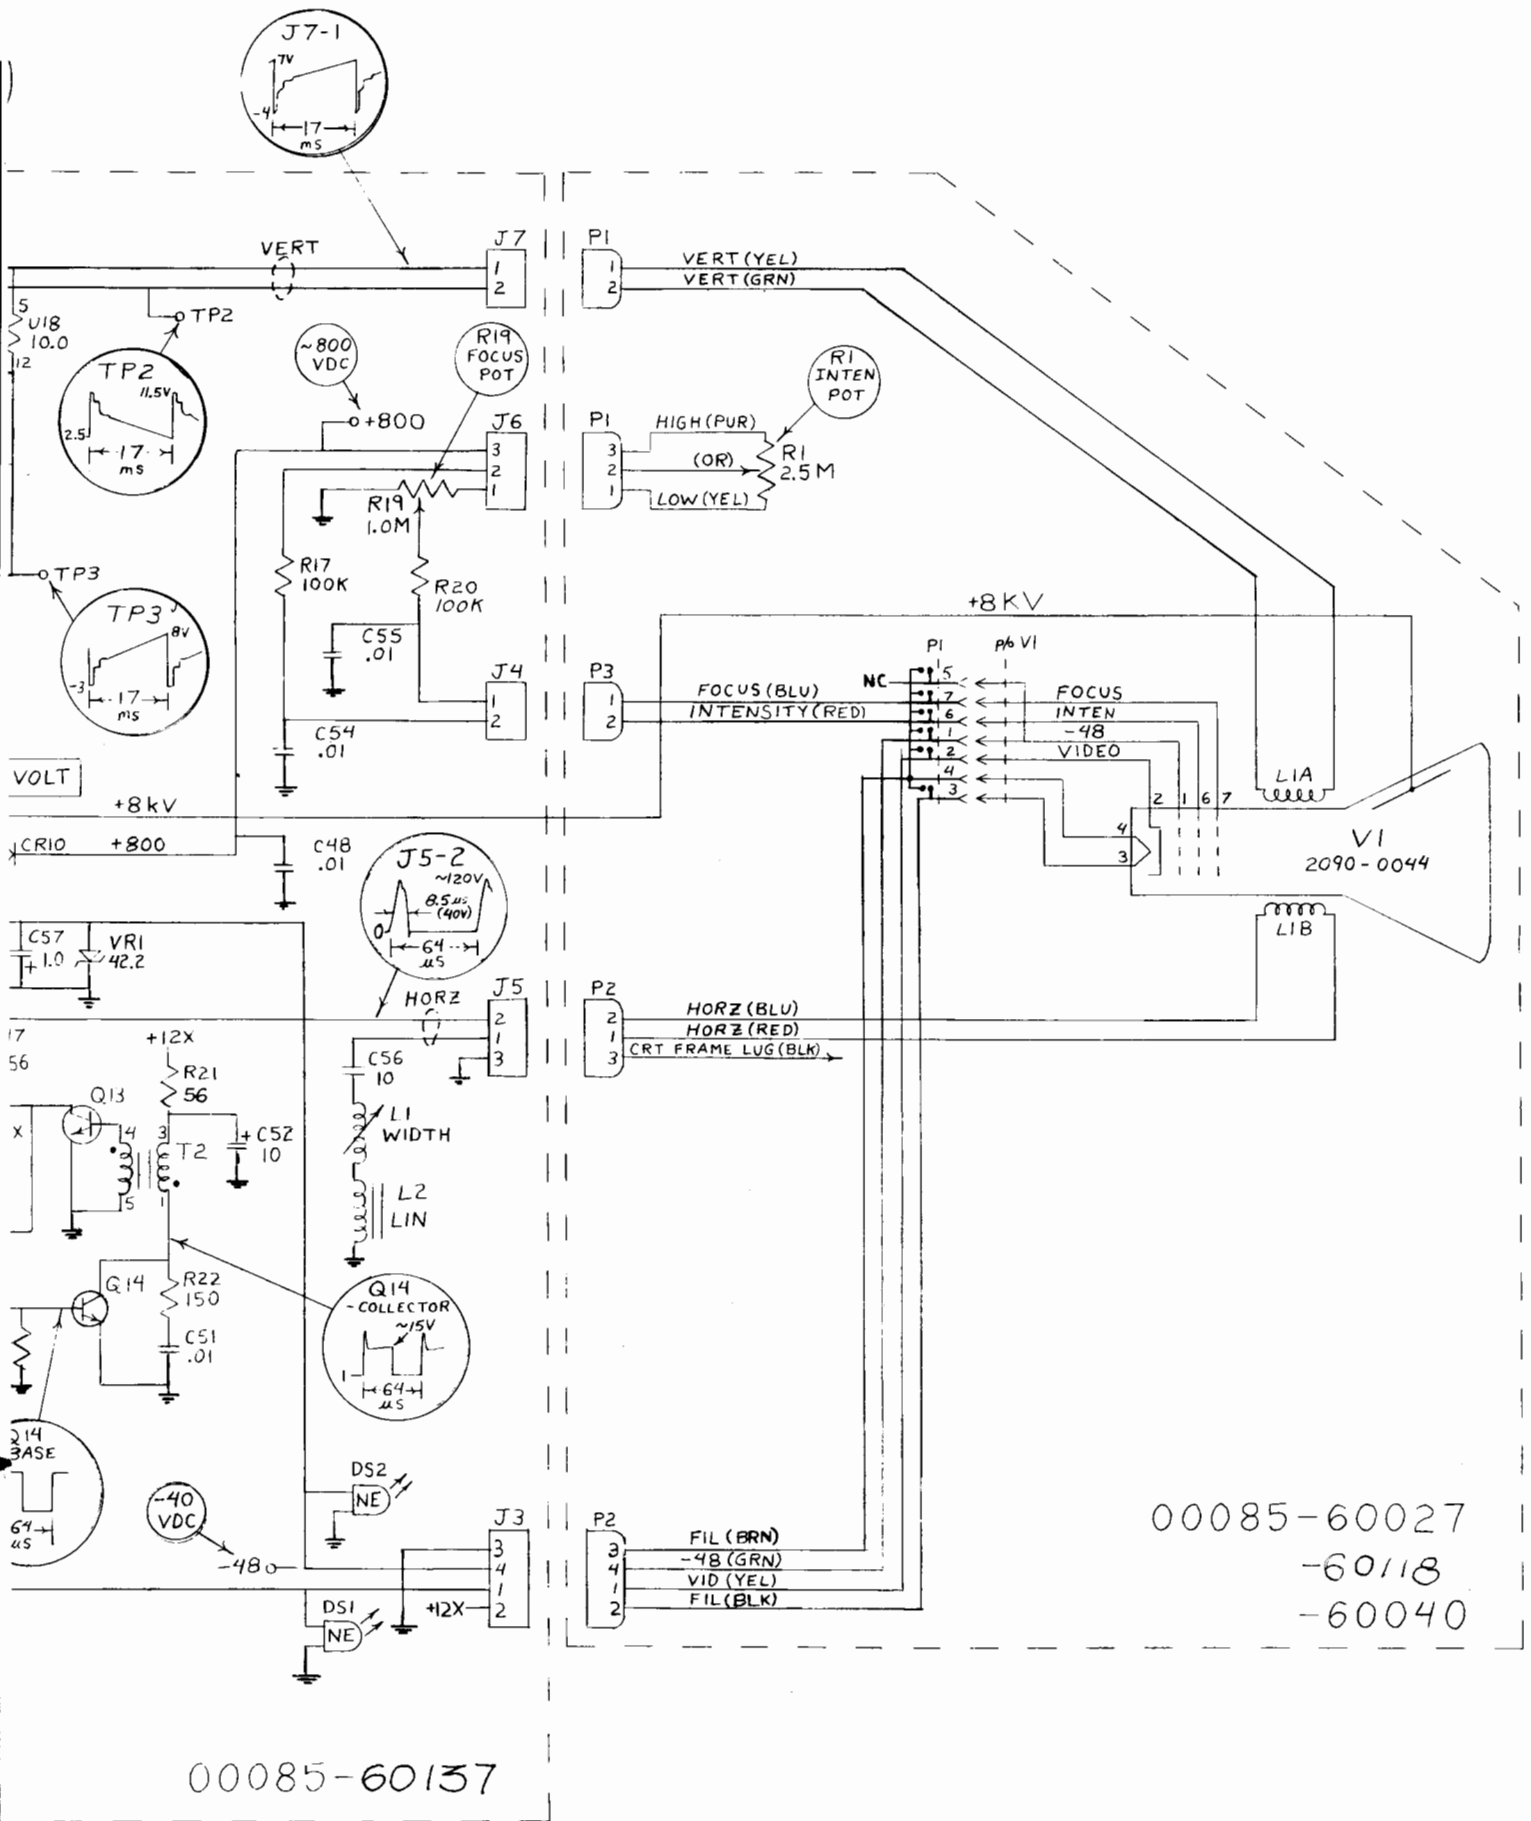 J7-1
7V
-4
17
ms
VERT
J7
1
2
P1
1
2
VERT (YEL)
VERT (GRN)
5
U18
10.0
12
TP2
TP2
11.5V
2.5
17
ms
~800
VDC
+800
R19
FOCUS
POT
J6
3
2
1
R19
1.0M
P1
3
2
1
HIGH (PUR)
(OR)
LOW (YEL)
R1
INTEN
POT
R1
2.5M
TP3
TP3
8V
-3
17
ms
R17
100K
R20
100K
C55
.01
C54
.01
J4
1
2
P3
1
2
FOCUS (BLU)
INTENSITY (RED)
+8KV
P1
P/O V1
NC
5
7
6
1
2
4
3
FOCUS
INTEN
-48
VIDEO
L1A
2 1 6 7
4
3
V1
2090-0044
L1B
VOLT
+8kV
CR10
+800
C48
.01
J5-2
~120V
8.5µs
(40V)
0
64
µs
C57
+ 1.0
VR1
42.2
HORZ
J5
2
1
3
P2
2
1
3
HORZ (BLU)
HORZ (RED)
CRT FRAME LUG (BLK)
17
56
+12X
R21
56
Q13
X
4
5
3
1
T2
+ C52
10
C56
10
L1
WIDTH
L2
LIN
Q14
R22
150
C51
.01
Q14
-COLLECTOR
~15V
1
64
µs
Q14
BASE
64
µs
-40
VDC
-48
DS2
NE
DS1
NE
+12X
J3
3
4
1
2
P2
3
4
1
2
FIL (BRN)
-48 (GRN)
VID (YEL)
FIL (BLK)
00085-60027
-60118
-60040
00085-60137